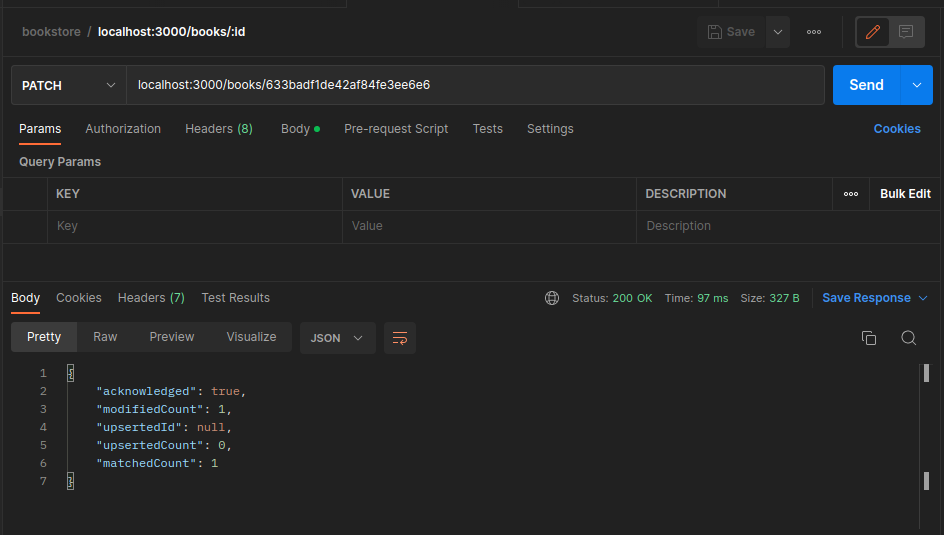 bookstore / localhost:3000/books/:id Save
PATCH localhost:3000/books/633badf1de42af84fe3ee6e6 Send
Params Authorization Headers (8) Body Pre-request Script Tests Settings Cookies
Query Params
KEY VALUE DESCRIPTION Bulk Edit
Key Value Description
Body Cookies Headers (7) Test Results Status: 200 OK Time: 97 ms Size: 327 B Save Response
Pretty Raw Preview Visualize JSON
1 {
2 "acknowledged": true,
3 "modifiedCount": 1,
4 "upsertedId": null,
5 "upsertedCount": 0,
6 "matchedCount": 1
7 }